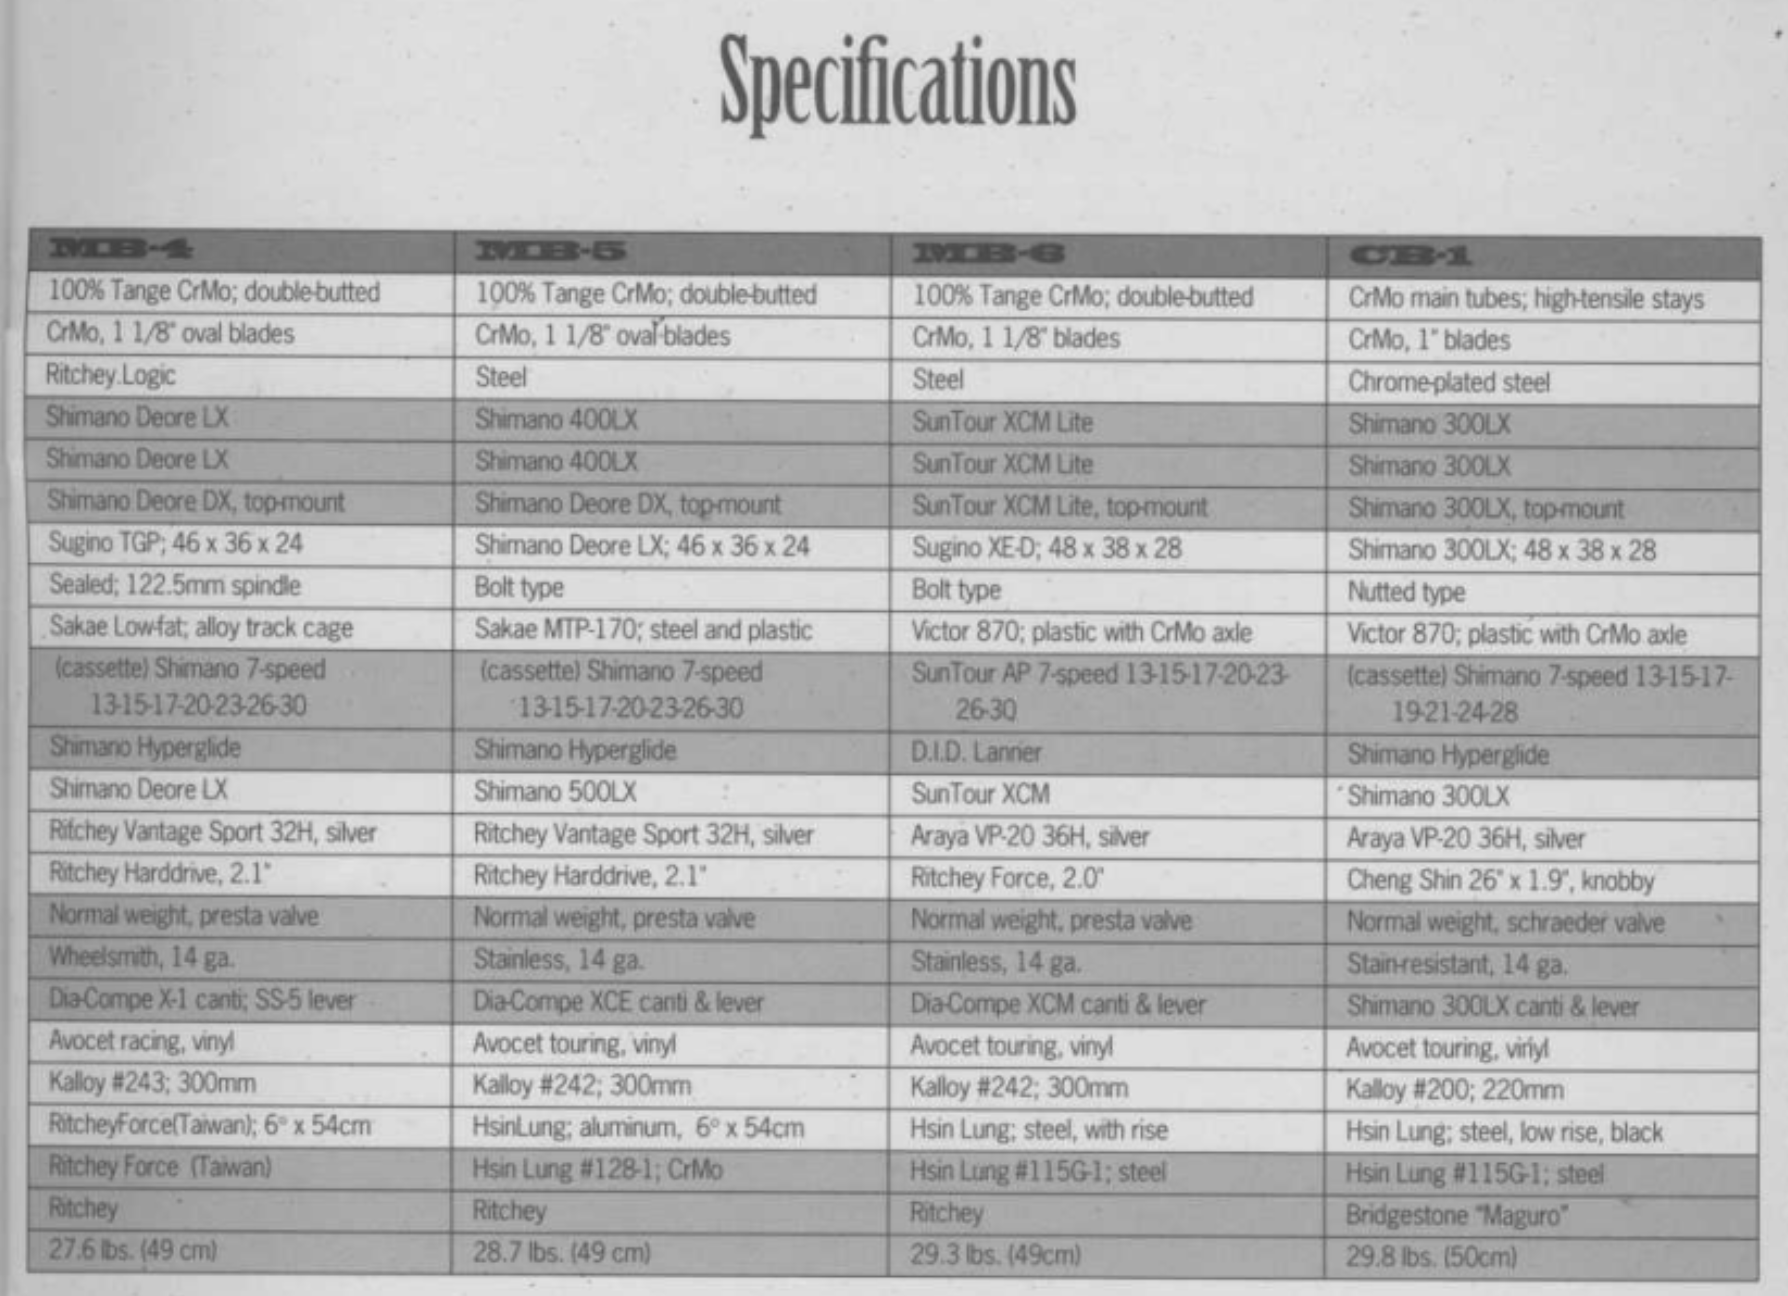 Specifications
MB-4 MB-5 MB-6 CB-1
100% Tange CrMo; double-butted 100% Tange CrMo; double-butted 100% Tange CrMo; double-butted CrMo main tubes; high-tensile stays
CrMo, 1 1/8" oval blades CrMo, 1 1/8" oval blades CrMo, 1 1/8" blades CrMo, 1" blades
Ritchey Logic Steel Steel Chrome-plated steel
Shimano Deore LX Shimano 400LX SunTour XCM Lite Shimano 300LX
Shimano Deore LX Shimano 400LX SunTour XCM Lite Shimano 300LX
Shimano Deore DX, top-mount Shimano Deore DX, top-mount SunTour XCM Lite, top-mount Shimano 300LX, top-mount
Sugino TGP; 46 x 36 x 24 Shimano Deore LX; 46 x 36 x 24 Sugino XE-D; 48 x 38 x 28 Shimano 300LX; 48 x 38 x 28
Sealed; 122.5mm spindle Bolt type Bolt type Nutted type
Sakae Low-fat; alloy track cage Sakae MTP-170; steel and plastic Victor 870; plastic with CrMo axle Victor 870; plastic with CrMo axle
(cassette) Shimano 7-speed (cassette) Shimano 7-speed SunTour AP 7-speed 13-15-17-20-23- (cassette) Shimano 7-speed 13-15-17-
13-15-17-20-23-26-30 13-15-17-20-23-26-30 26-30 19-21-24-28
Shimano Hyperglide Shimano Hyperglide D.I.D. Lanner Shimano Hyperglide
Shimano Deore LX Shimano 500LX SunTour XCM Shimano 300LX
Ritchey Vantage Sport 32H, silver Ritchey Vantage Sport 32H, silver Araya VP-20 36H, silver Araya VP-20 36H, silver
Ritchey Harddrive, 2.1" Ritchey Harddrive, 2.1" Ritchey Force, 2.0" Cheng Shin 26" x 1.9", knobby
Normal weight, presta valve Normal weight, presta valve Normal weight, presta valve Normal weight, schraeder valve
Wheelsmith, 14 ga. Stainless, 14 ga. Stainless, 14 ga. Stain-resistant, 14 ga.
Dia-Compe X-1 canti; SS-5 lever Dia-Compe XCE canti & lever Dia-Compe XCM canti & lever Shimano 300LX canti & lever
Avocet racing, vinyl Avocet touring, vinyl Avocet touring, vinyl Avocet touring, vinyl
Kalloy #243; 300mm Kalloy #242; 300mm Kalloy #242; 300mm Kalloy #200; 220mm
RitcheyForce(Taiwan); 6° x 54cm HsinLung; aluminum, 6° x 54cm Hsin Lung; steel, with rise Hsin Lung; steel, low rise, black
Ritchey Force (Taiwan) Hsin Lung #128-1; CrMo Hsin Lung #115G-1; steel Hsin Lung #115G-1; steel
Ritchey Ritchey Ritchey Bridgestone "Maguro"
27.6 lbs. (49 cm) 28.7 lbs. (49 cm) 29.3 lbs. (49cm) 29.8 lbs. (50cm)